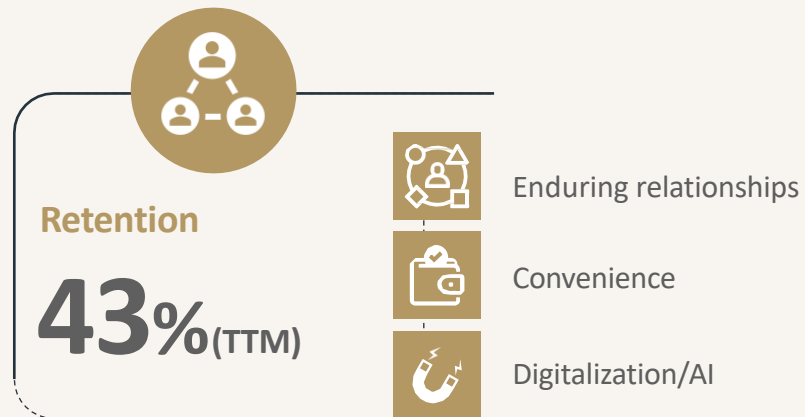 Retention
43%(TTM)
Enduring relationships
Convenience
Digitalization/AI